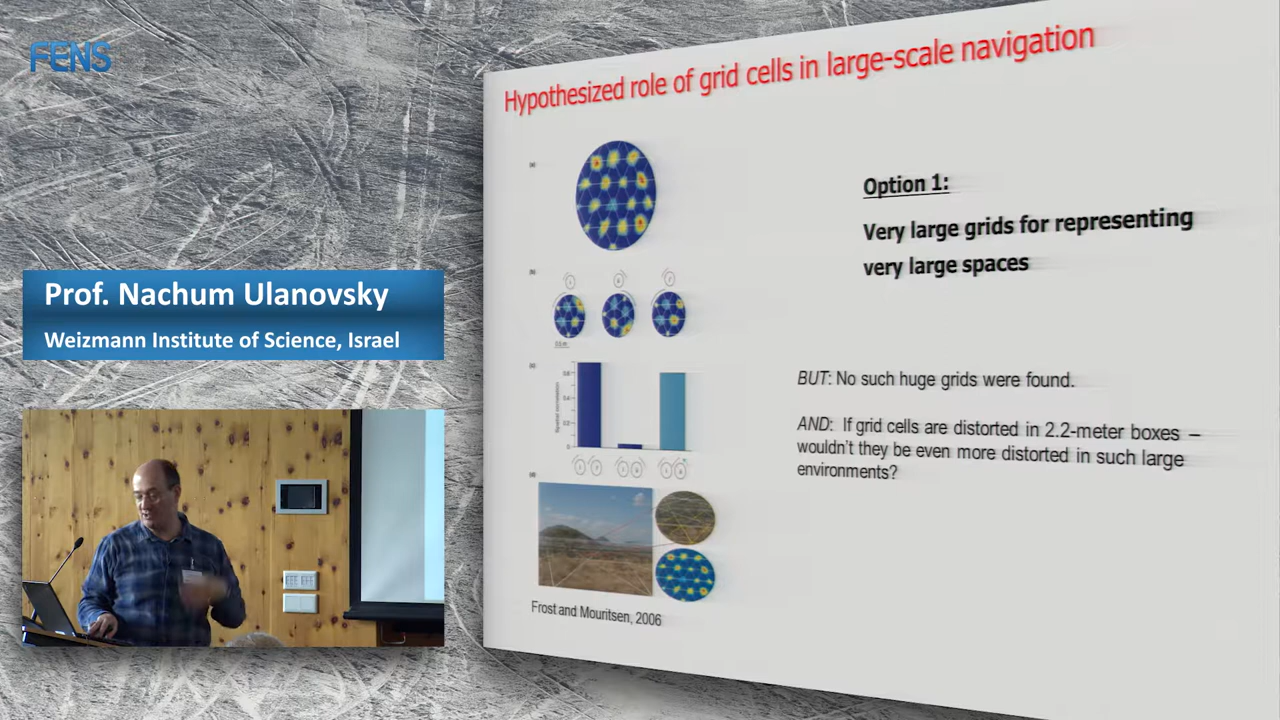 FENS
Prof. Nachum Ulanovsky
Weizmann Institute of Science, Israel
Hypothesized role of grid cells in large-scale navigation
Option 1:
Very large grids for representing
very large spaces
BUT: No such huge grids were found.
AND: If grid cells are distorted in 2.2-meter boxes –
wouldn't they be even more distorted in such large
environments?
Frost and Mouritsen, 2006